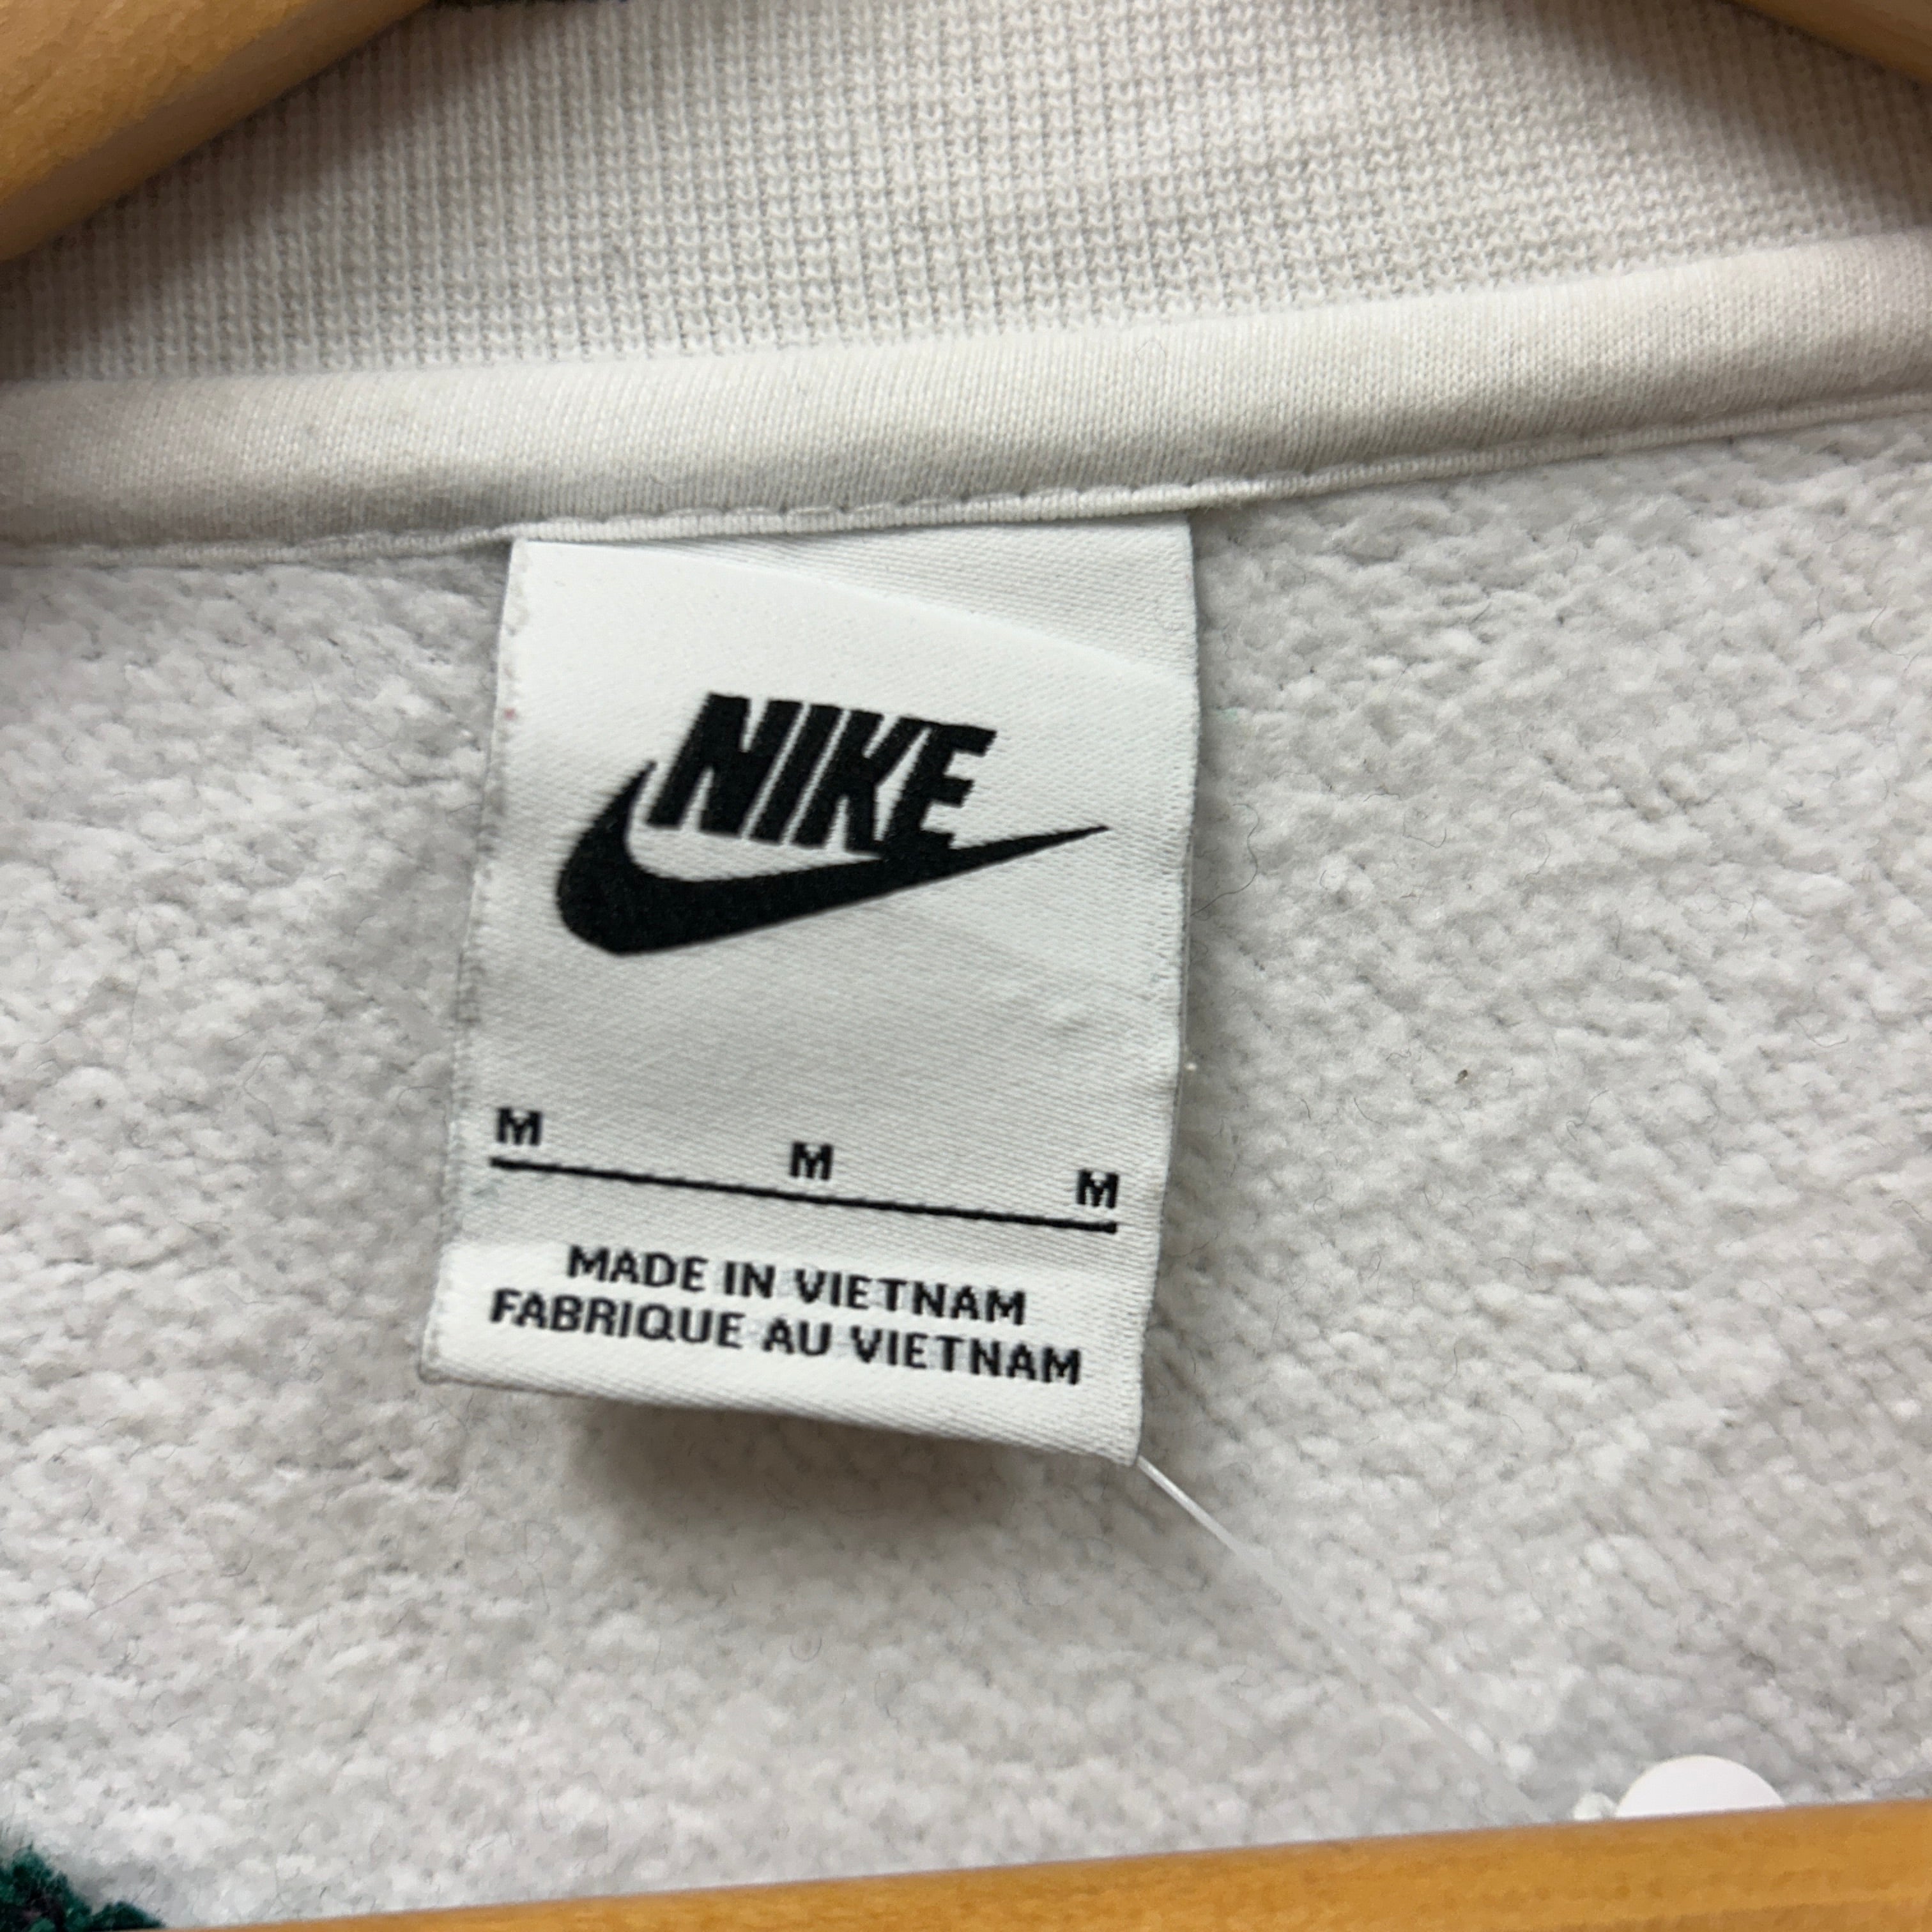 NIKE
M M M
MADE IN VIETNAM
FABRIQUE AU VIETNAM